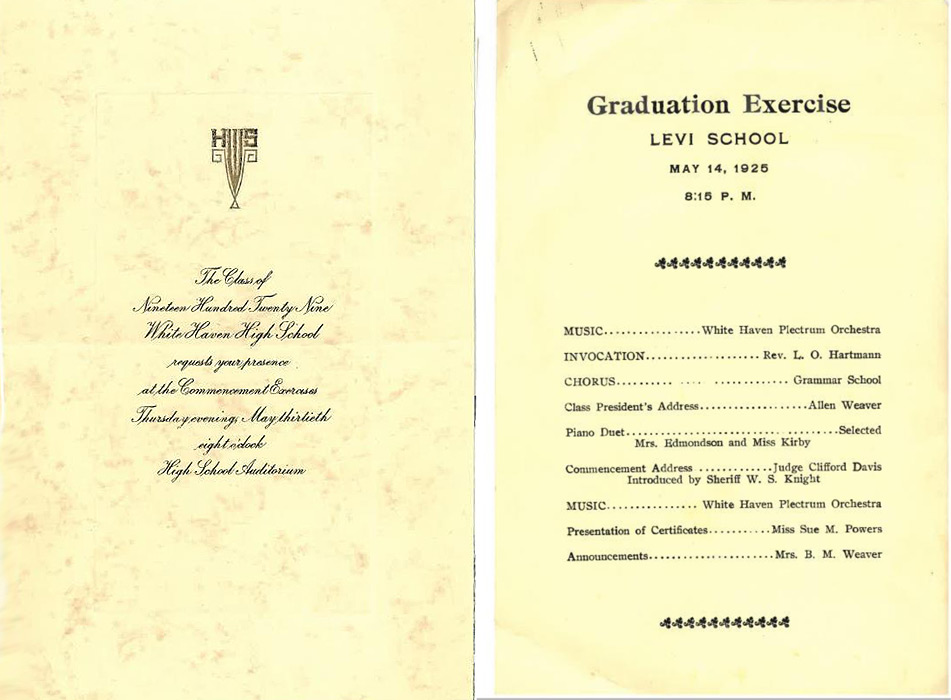 HWS
The Class of
Nineteen Hundred Twenty Nine
White Haven High School
requests your presence
at the Commencement Exercises
Thursday evening, May thirtieth
eight o'clock
High School Auditorium
Graduation Exercise
LEVI SCHOOL
MAY 14, 1925
8:15 P. M.
MUSIC.................White Haven Plectrum Orchestra
INVOCATION.................... Rev. L. O. Hartmann
CHORUS.......... .... ............. Grammar School
Class President's Address...................Allen Weaver
Piano Duet..................... .........Selected
Mrs. Edmondson and Miss Kirby
Commencement Address .............Judge Clifford Davis
Introduced by Sheriff W. S. Knight
MUSIC................ White Haven Plectrum Orchestra
Presentation of Certificates...........Miss Sue M. Powers
Announcements......................Mrs. B. M. Weaver